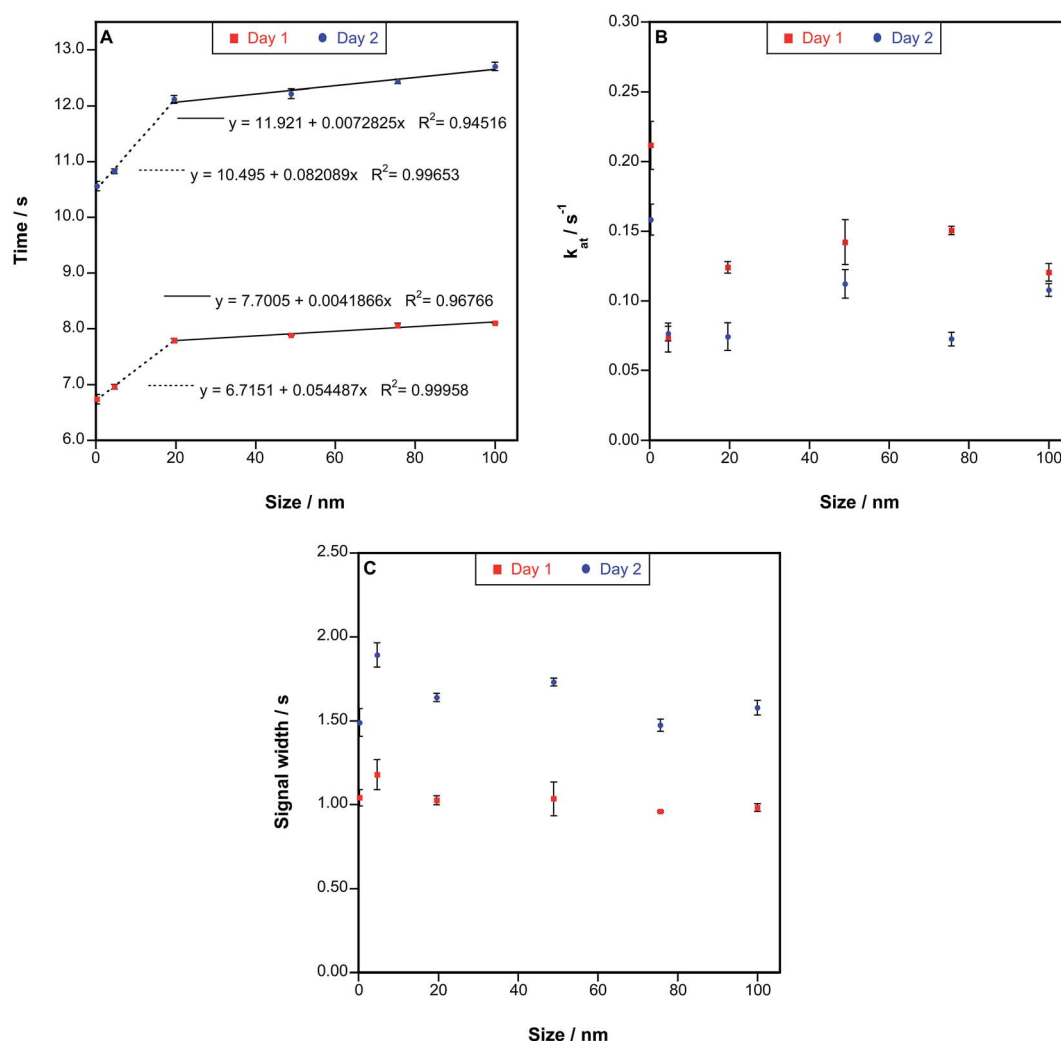 A
Day 1 Day 2
13.0
12.0
11.0
10.0
9.0
8.0
7.0
6.0
Time / s
y = 11.921 + 0.0072825x R2= 0.94516
y = 10.495 + 0.082089x R2= 0.99653
y = 7.7005 + 0.0041866x R2= 0.96766
y = 6.7151 + 0.054487x R2= 0.99958
0 20 40 60 80 100
Size / nm
B
Day 1 Day 2
0.30
0.25
0.20
0.15
0.10
0.05
0.00
kat / s-1
0 20 40 60 80 100
Size / nm
C
Day 1 Day 2
2.50
2.00
1.50
1.00
0.50
0.00
Signal width / s
0 20 40 60 80 100
Size / nm